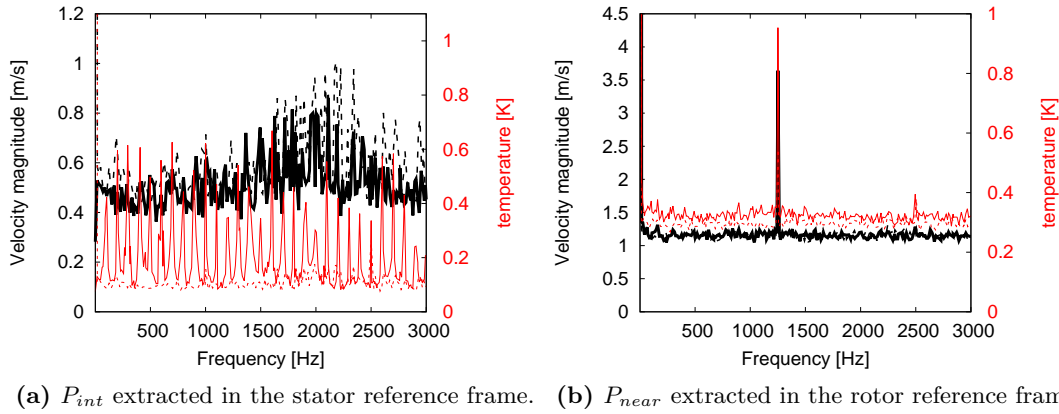 1.2
1
0.8
0.6
0.4
0.2
0
Velocity magnitude [m/s]
500 1000 1500 2000 2500 3000
Frequency [Hz]
1
0.8
0.6
0.4
0.2
0
temperature [K]
4.5
4
3.5
3
2.5
2
1.5
1
0.5
Velocity magnitude [m/s]
500 1000 1500 2000 2500 3000
Frequency [Hz]
1
0.8
0.6
0.4
0.2
0
temperature [K]
(a) P_int extracted in the stator reference frame.
(b) P_near extracted in the rotor reference fram